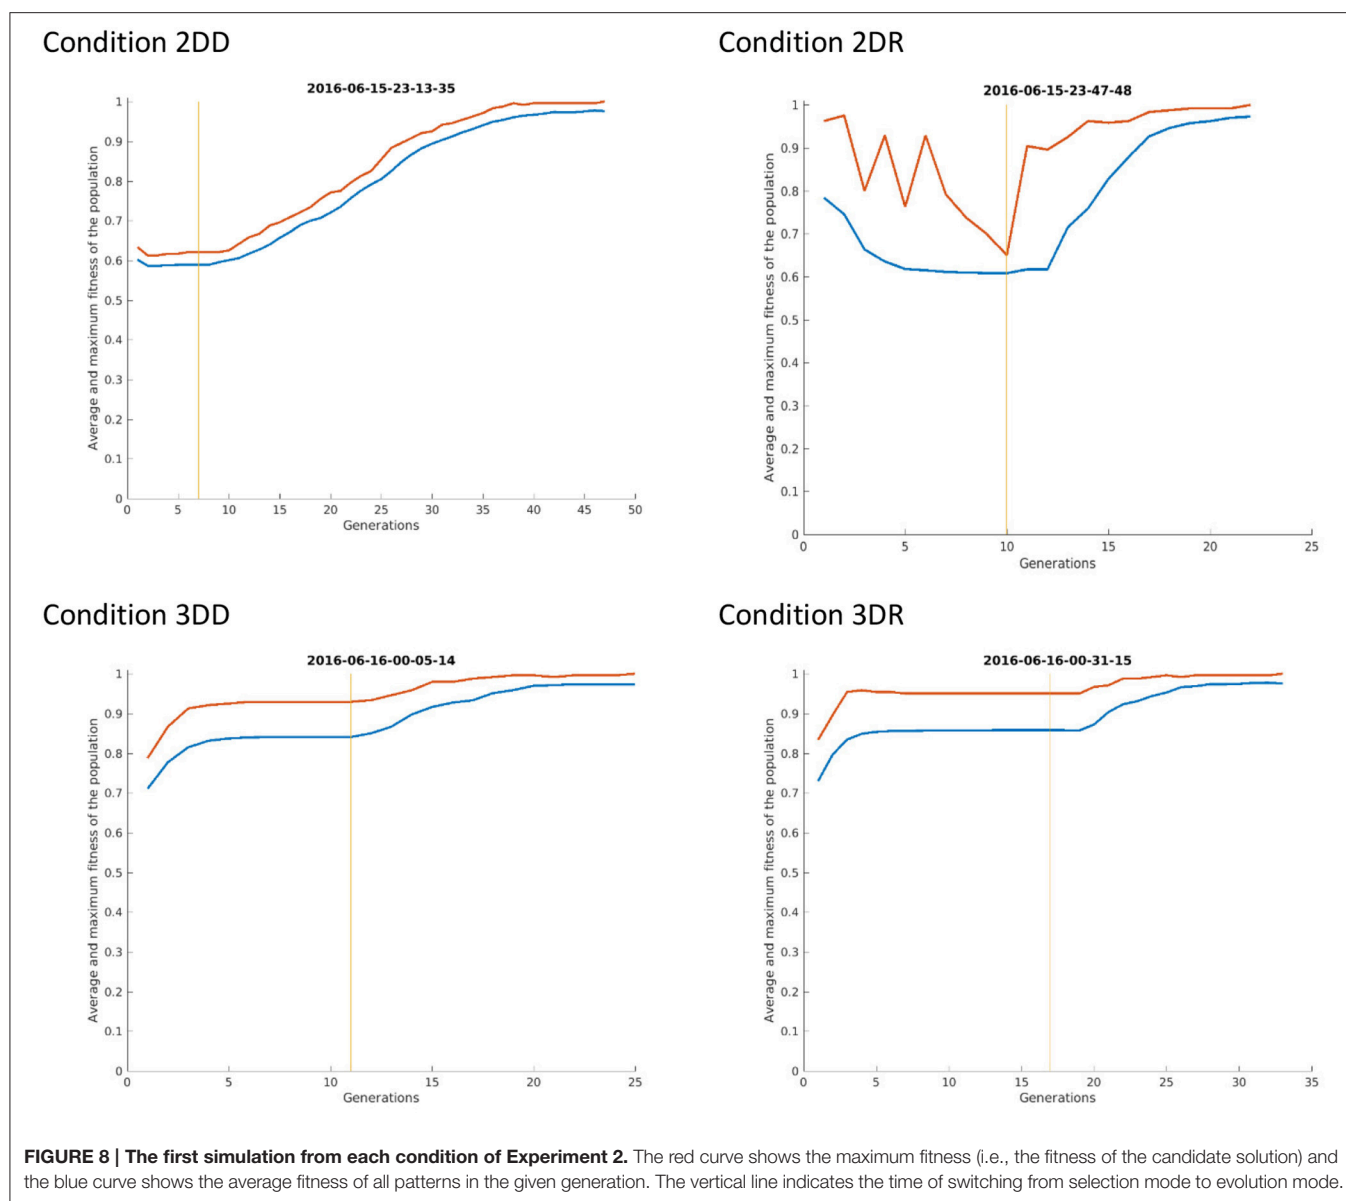 Condition 2DD
2016-06-15-23-13-35
Average and maximum fitness of the population
1
0.9
0.8
0.7
0.6
0.5
0.4
0.3
0.2
0.1
0
0 5 10 15 20 25 30 35 40 45 50
Generations
Condition 2DR
2016-06-15-23-47-48
Average and maximum fitness of the population
1
0.9
0.8
0.7
0.6
0.5
0.4
0.3
0.2
0.1
0
0 5 10 15 20 25
Generations
Condition 3DD
2016-06-16-00-05-14
Average and maximum fitness of the population
1
0.9
0.8
0.7
0.6
0.5
0.4
0.3
0.2
0.1
0
0 5 10 15 20 25
Generations
Condition 3DR
2016-06-16-00-31-15
Average and maximum fitness of the population
1
0.9
0.8
0.7
0.6
0.5
0.4
0.3
0.2
0.1
0
0 5 10 15 20 25 30 35
Generations
FIGURE 8 | The first simulation from each condition of Experiment 2. The red curve shows the maximum fitness (i.e., the fitness of the candidate solution) and
the blue curve shows the average fitness of all patterns in the given generation. The vertical line indicates the time of switching from selection mode to evolution mode.